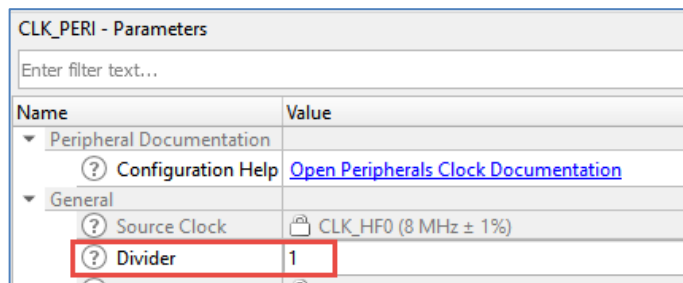 CLK_PERI - Parameters
Enter filter text...
Name Value
Peripheral Documentation
? Configuration Help Open Peripherals Clock Documentation
General
? Source Clock CLK_HF0 (8 MHz ± 1%)
? Divider 1